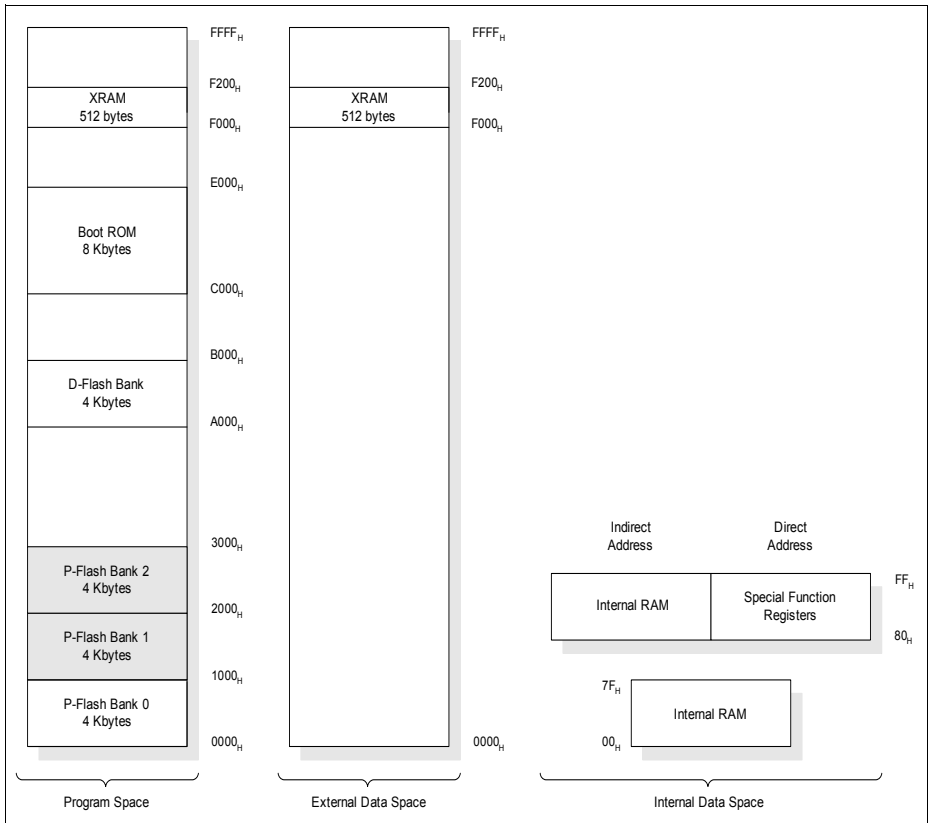 FFFFH
F200H
XRAM
512 bytes
F000H
E000H
Boot ROM
8 Kbytes
C000H
B000H
D-Flash Bank
4 Kbytes
A000H
3000H
P-Flash Bank 2
4 Kbytes
2000H
P-Flash Bank 1
4 Kbytes
1000H
P-Flash Bank 0
4 Kbytes
0000H
Program Space
FFFFH
F200H
XRAM
512 bytes
F000H
0000H
External Data Space
Indirect
Address
Direct
Address
Internal RAM
Special Function
Registers
FFH
80H
7FH
Internal RAM
00H
Internal Data Space